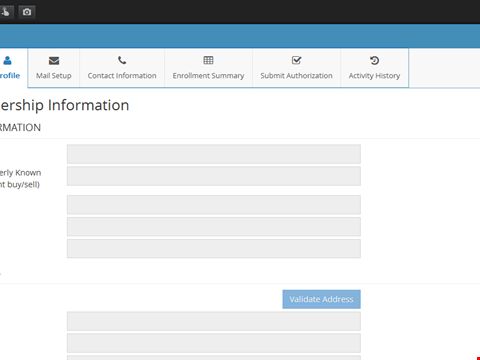 rofile
Mail Setup
Contact Information
Enrollment Summary
Submit Authorization
Activity History
ership Information
RMATION
erly Known
nt buy/sell)
Validate Address